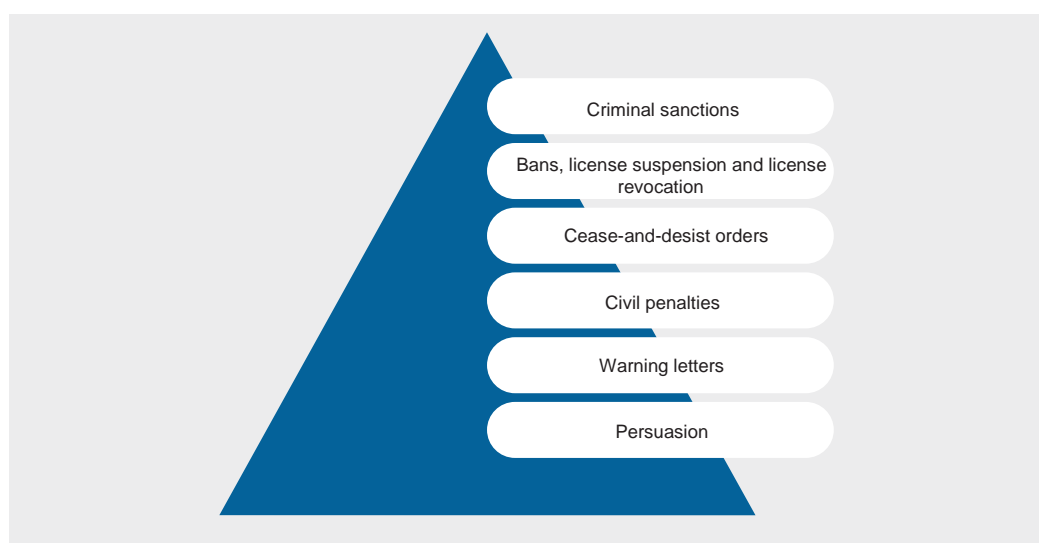 Criminal sanctions
Bans, license suspension and license
revocation
Cease-and-desist orders
Civil penalties
Warning letters
Persuasion